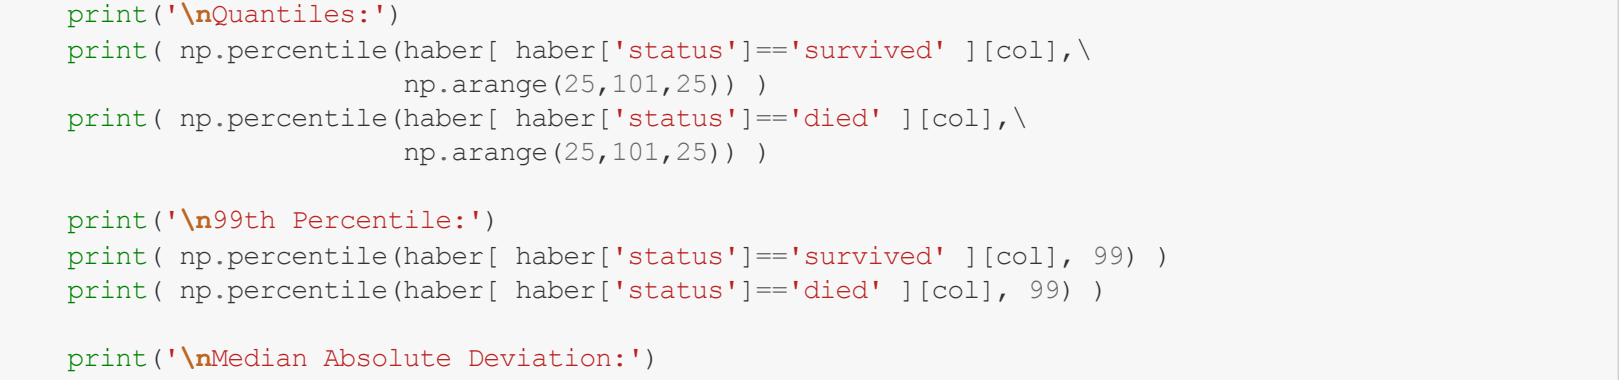 print('\nQuantiles:')
print( np.percentile(haber[ haber['status']=='survived' ][col],\
np.arange(25,101,25)) )
print( np.percentile(haber[ haber['status']=='died' ][col],\
np.arange(25,101,25)) )
print('\n99th Percentile:')
print( np.percentile(haber[ haber['status']=='survived' ][col], 99) )
print( np.percentile(haber[ haber['status']=='died' ][col], 99) )
print('\nMedian Absolute Deviation:')